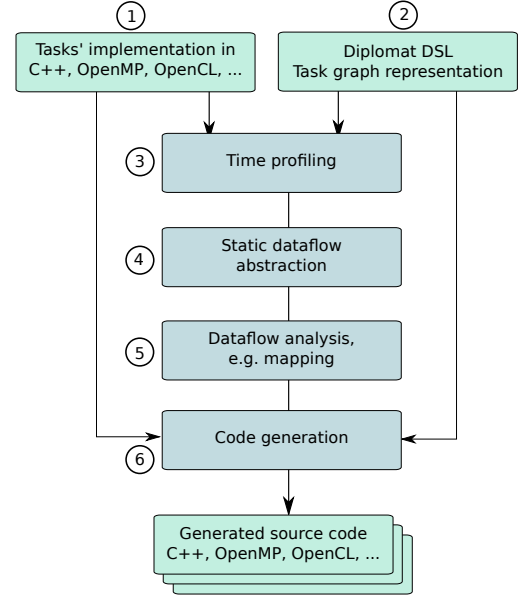 1
2
Tasks' implementation in
C++, OpenMP, OpenCL, ...
Diplomat DSL
Task graph representation
3
Time profiling
4
Static dataflow
abstraction
5
Dataflow analysis,
e.g. mapping
Code generation
6
Generated source code
C++, OpenMP, OpenCL, ...